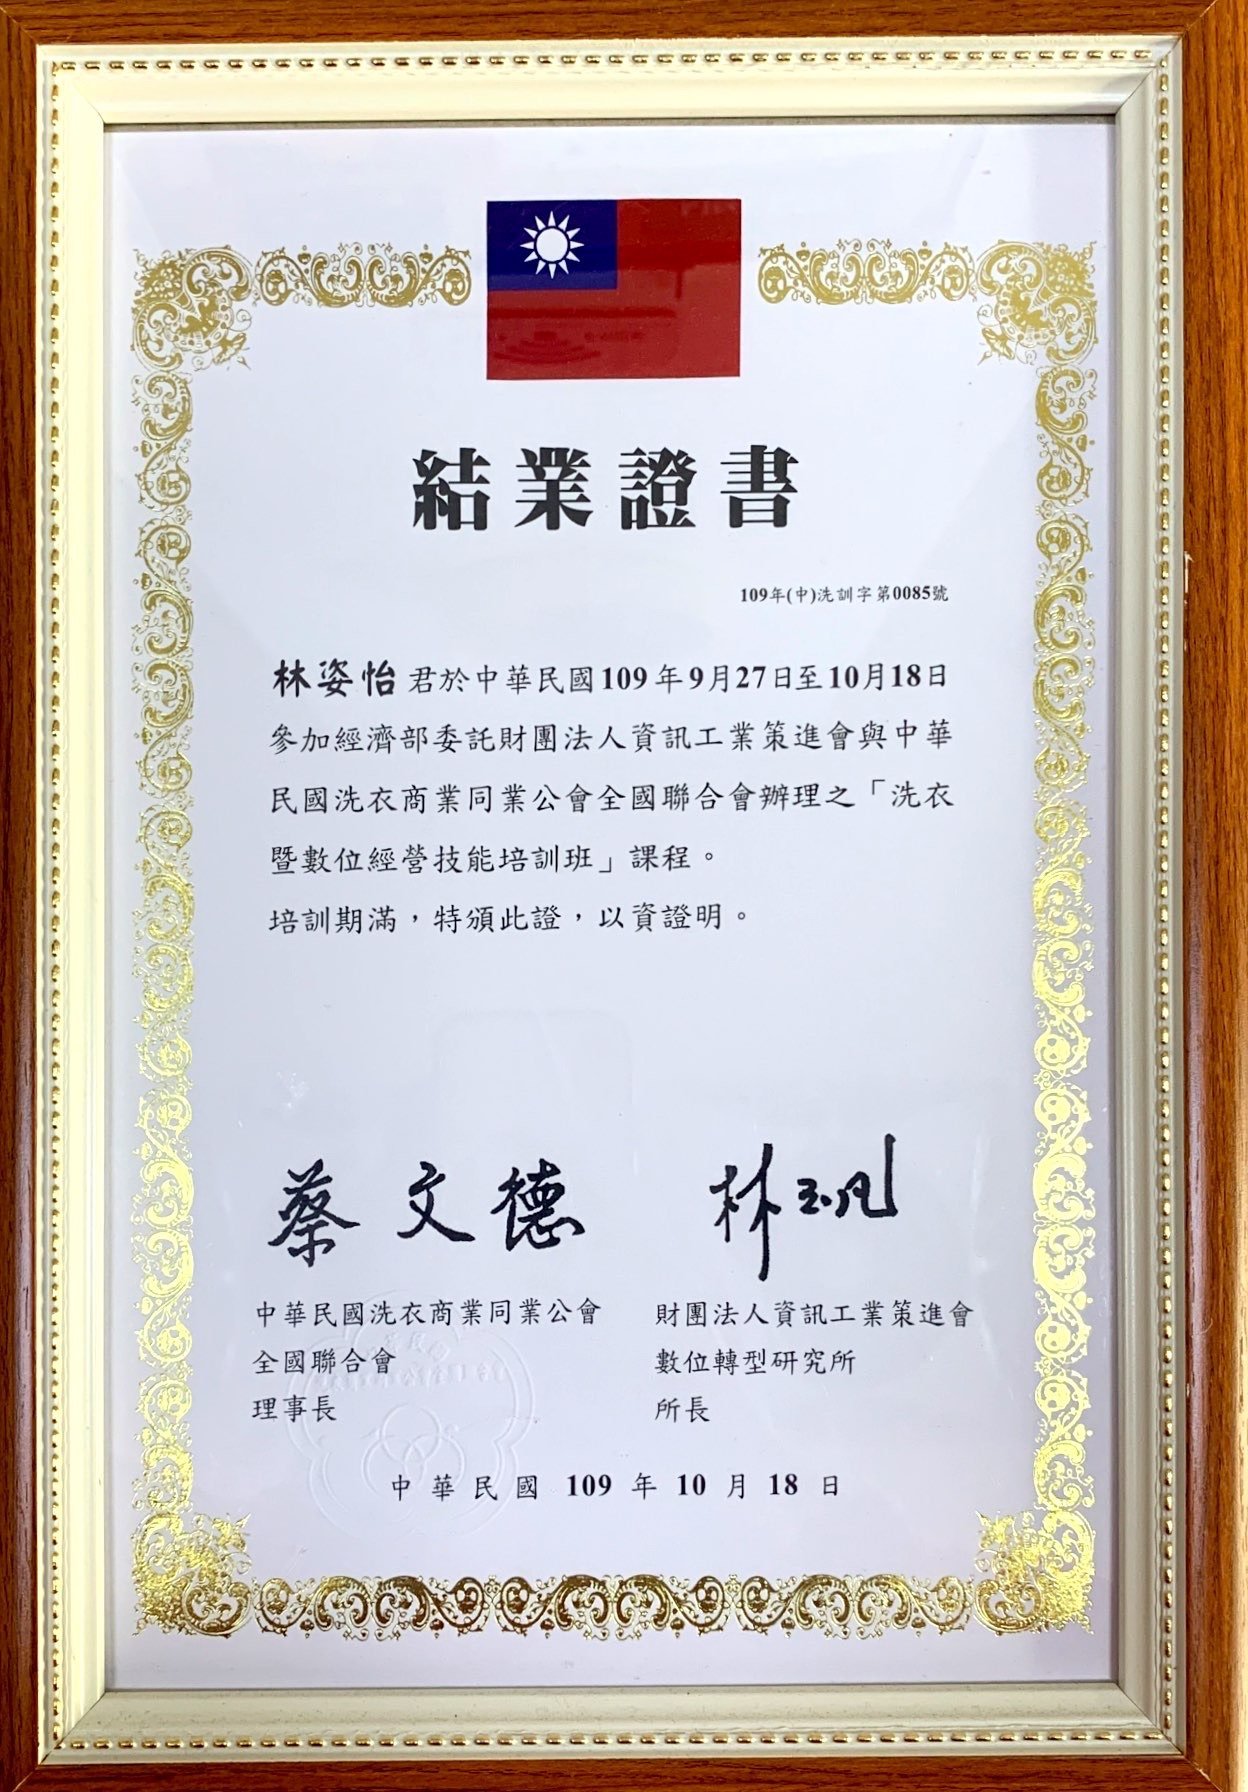 結業證書
109年(中)洗訓字第0085號
林姿怡 君於中華民國109年9月27日至10月18日
參加經濟部委託財團法人資訊工業策進會與中華
民國洗衣商業同業公會全國聯合會辦理之「洗衣
暨數位經營技能培訓班」課程。
培訓期滿,特頒此證,以資證明。
蔡文德
中華民國洗衣商業同業公會
全國聯合會
理事長
林玉凡
財團法人資訊工業策進會
數位轉型研究所
所長
中華民國 109 年 10 月 18 日